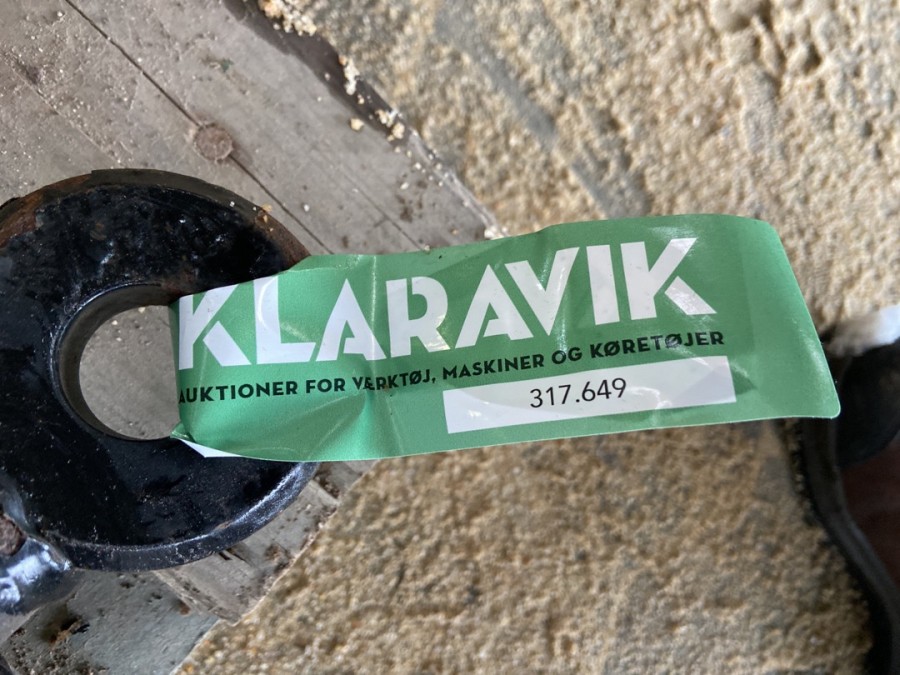 KLARAVIK
AUKTIONER FOR VÆRKTØJ, MASKINER OG KØRETØJER
317.649